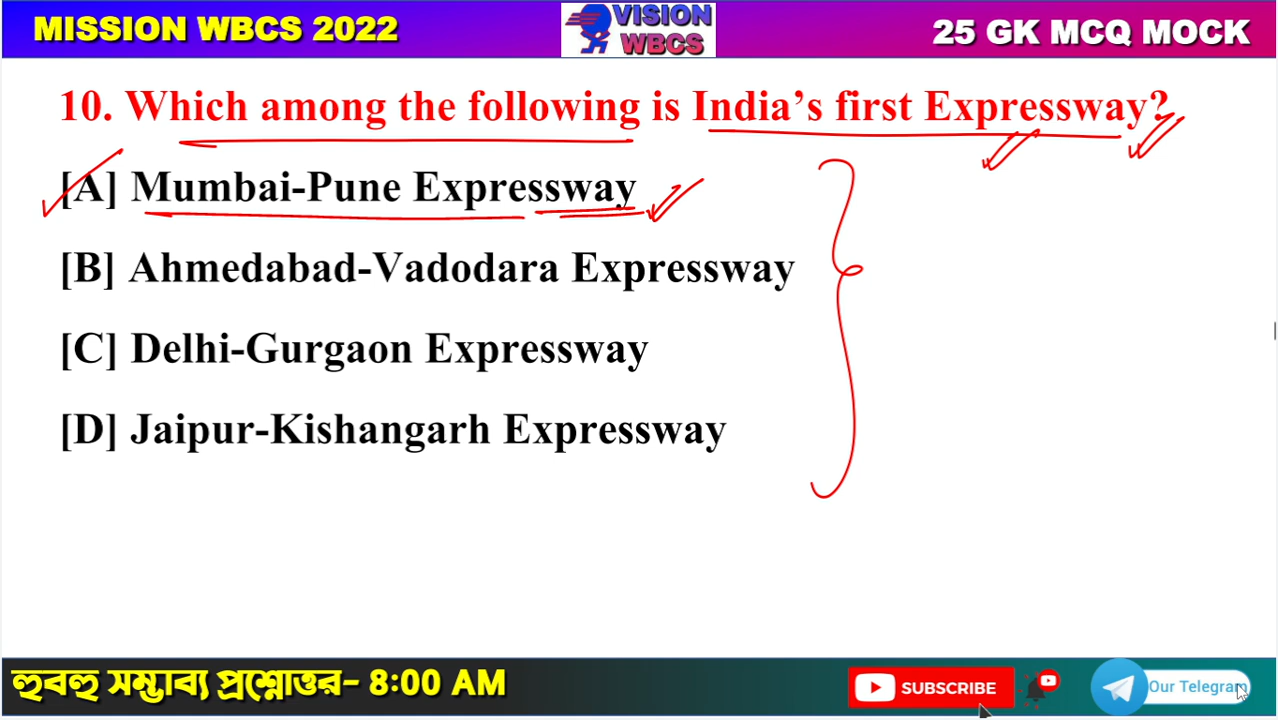 MISSION WBCS 2022
VISION
WBCS
25 GK MCQ MOCK
10. Which among the following is India’s first Expressway?
[A] Mumbai-Pune Expressway
[B] Ahmedabad-Vadodara Expressway
[C] Delhi-Gurgaon Expressway
[D] Jaipur-Kishangarh Expressway
হুবহু সম্ভাব্য প্রশ্নোত্তর- 8:00 AM
SUBSCRIBE
Our Telegram